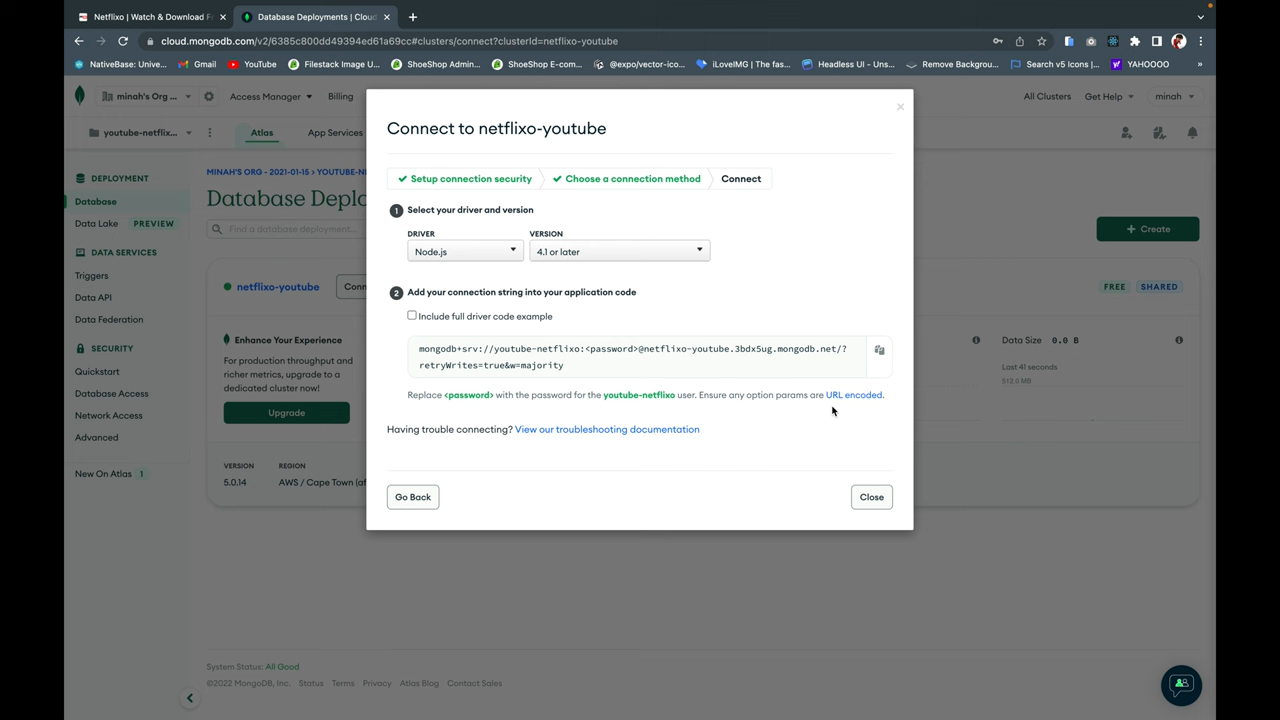 Netflixo | Watch & Download F
Database Deployments | Cloud
cloud.mongodb.com/v2/6385c800dd49394ed61a69cc#clusters/connect?clusterId=netflixo-youtube
NativeBase: Unive...
Gmail
YouTube
Filestack Image U...
ShoeShop Admin...
ShoeShop E-com...
@expo/vector-ico...
iLoveIMG | The fas...
Headless UI - Uns...
Remove Backgrou...
Search v5 Icons |...
YAHOOOO
»
minah's Org ...
Access Manager
Billing
All Clusters
Get Help
minah
youtube-netflix...
Atlas
App Services
DEPLOYMENT
Database
Data Lake
PREVIEW
DATA SERVICES
Triggers
Data API
Data Federation
SECURITY
Quickstart
Database Access
Network Access
Advanced
New On Atlas 1
MINAH'S ORG - 2021-01-15 > YOUTUBE-N
Database Depl
Find a database deployment...
+ Create
netflixo-youtube
Conn
FREE
SHARED
Enhance Your Experience
For production throughput and
richer metrics, upgrade to a
dedicated cluster now!
Upgrade
Data Size 0.0 B
Last 41 seconds
512.0 MB
VERSION
5.0.14
REGION
AWS / Cape Town (af
Connect to netflixo-youtube
Setup connection security
Choose a connection method
Connect
1 Select your driver and version
DRIVER
VERSION
Node.js
4.1 or later
2 Add your connection string into your application code
Include full driver code example
mongodb+srv://youtube-netflixo:<password>@netflixo-youtube.3bdx5ug.mongodb.net/?
retryWrites=true&w=majority
Replace <password> with the password for the youtube-netflixo user. Ensure any option params are URL encoded.
Having trouble connecting? View our troubleshooting documentation
Go Back
Close
System Status: All Good
©2022 MongoDB, Inc.
Status
Terms
Privacy
Atlas Blog
Contact Sales